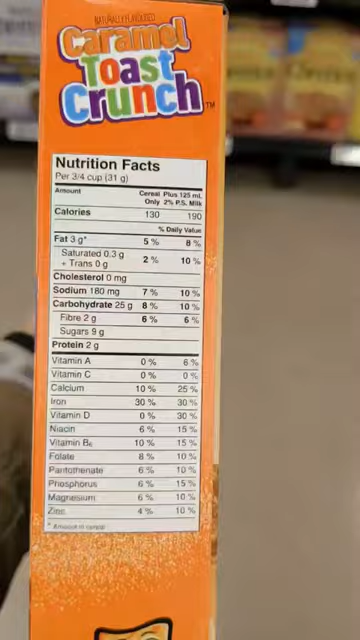 NATURALLY FLAVOURED
Caramel
Toast
Crunch™
Nutrition Facts
Per 3/4 cup (31 g)
Amount Cereal Only Plus 125 mL 2% P.S. Milk
Calories 130 190
% Daily Value
Fat 3 g* 5 % 8 %
Saturated 0.3 g
+ Trans 0 g 2 % 10 %
Cholesterol 0 mg
Sodium 180 mg 7 % 10 %
Carbohydrate 25 g 8 % 10 %
Fibre 2 g 6 % 6 %
Sugars 9 g
Protein 2 g
Vitamin A 0 % 6 %
Vitamin C 0 % 0 %
Calcium 10 % 25 %
Iron 30 % 30 %
Vitamin D 0 % 30 %
Niacin 6 % 15 %
Vitamin B6 10 % 15 %
Folate 8 % 10 %
Pantothenate 6 % 10 %
Phosphorus 6 % 15 %
Magnesium 6 % 10 %
Zinc 4 % 10 %
* Amount in cereal